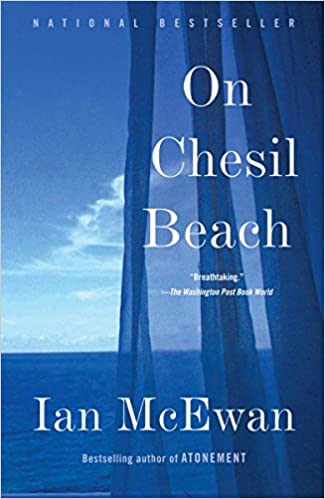 NATIONAL BESTSELLER
On
Chesil
Beach
"Breathtaking."
—The Washington Post Book World
Ian McEwan
Bestselling author of ATONEMENT